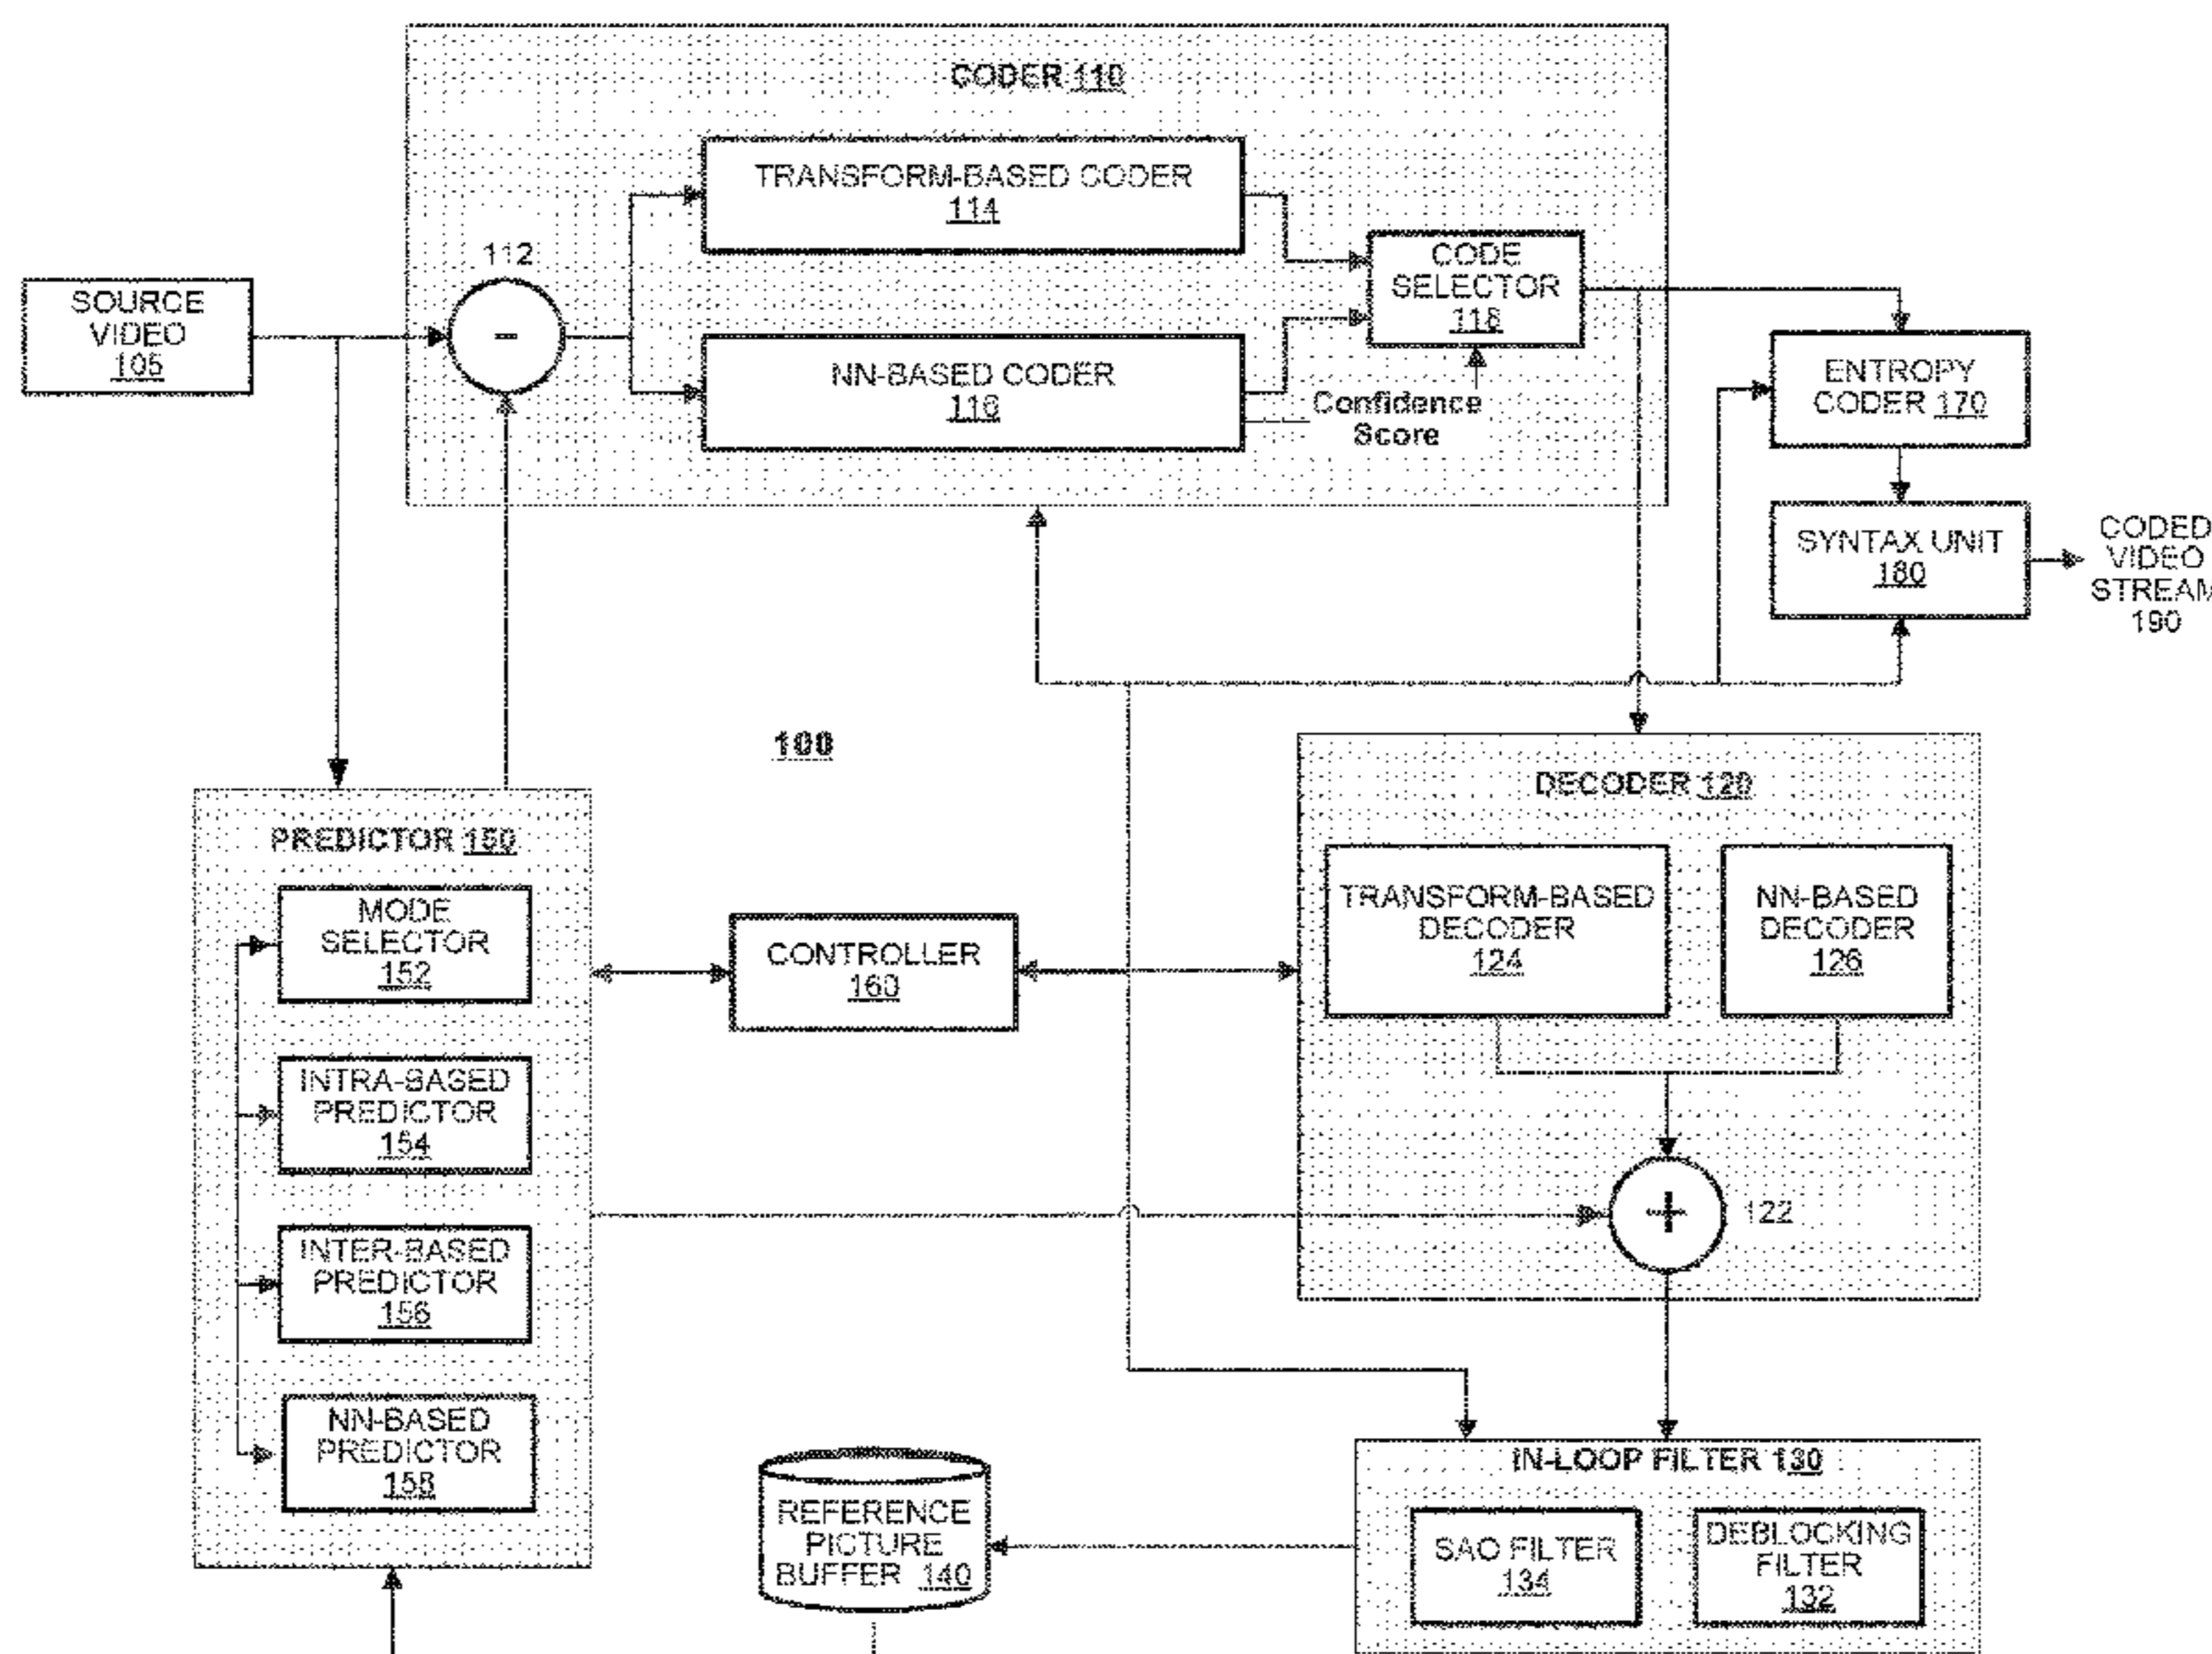 CODER 110
TRANSFORM-BASED CODER
114
112
CODE
SELECTOR
118
SOURCE
VIDEO
105
-
NN-BASED CODER
116
Confidence
Score
ENTROPY
CODER 170
SYNTAX UNIT
180
CODED
VIDEO
STREAM
190
100
DECODER 120
PREDICTOR 150
MODE
SELECTOR
152
TRANSFORM-BASED
DECODER
124
NN-BASED
DECODER
126
CONTROLLER
160
INTRA-BASED
PREDICTOR
154
+
122
INTER-BASED
PREDICTOR
156
NN-BASED
PREDICTOR
158
IN-LOOP FILTER 130
REFERENCE
PICTURE
BUFFER 140
SAO FILTER
134
DEBLOCKING
FILTER
132